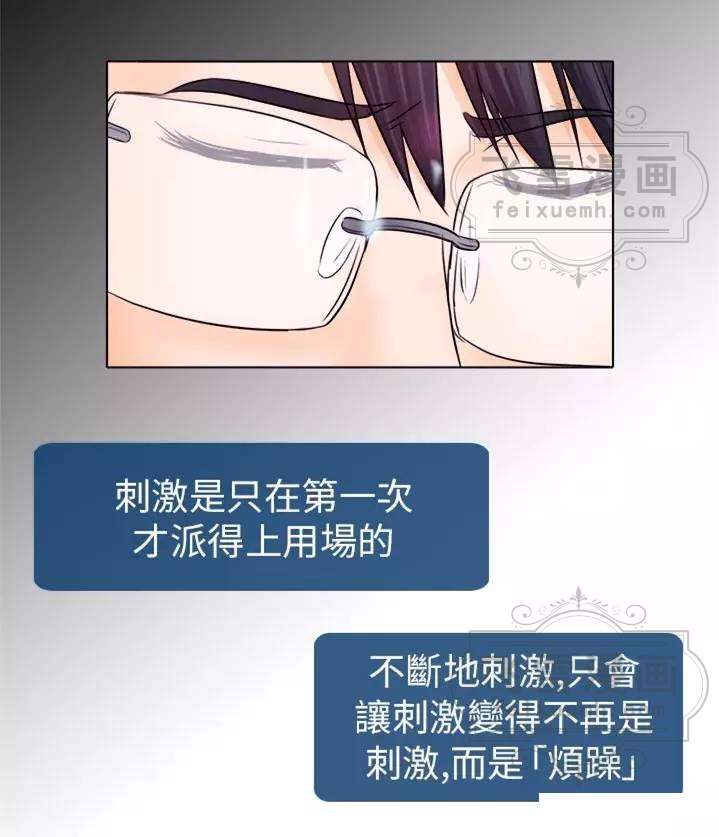 飞雪漫画
feixuemh.com
刺激是只在第一次
才派得上用場的
不斷地刺激,只會
讓刺激變得不再是
刺激,而是「煩躁」